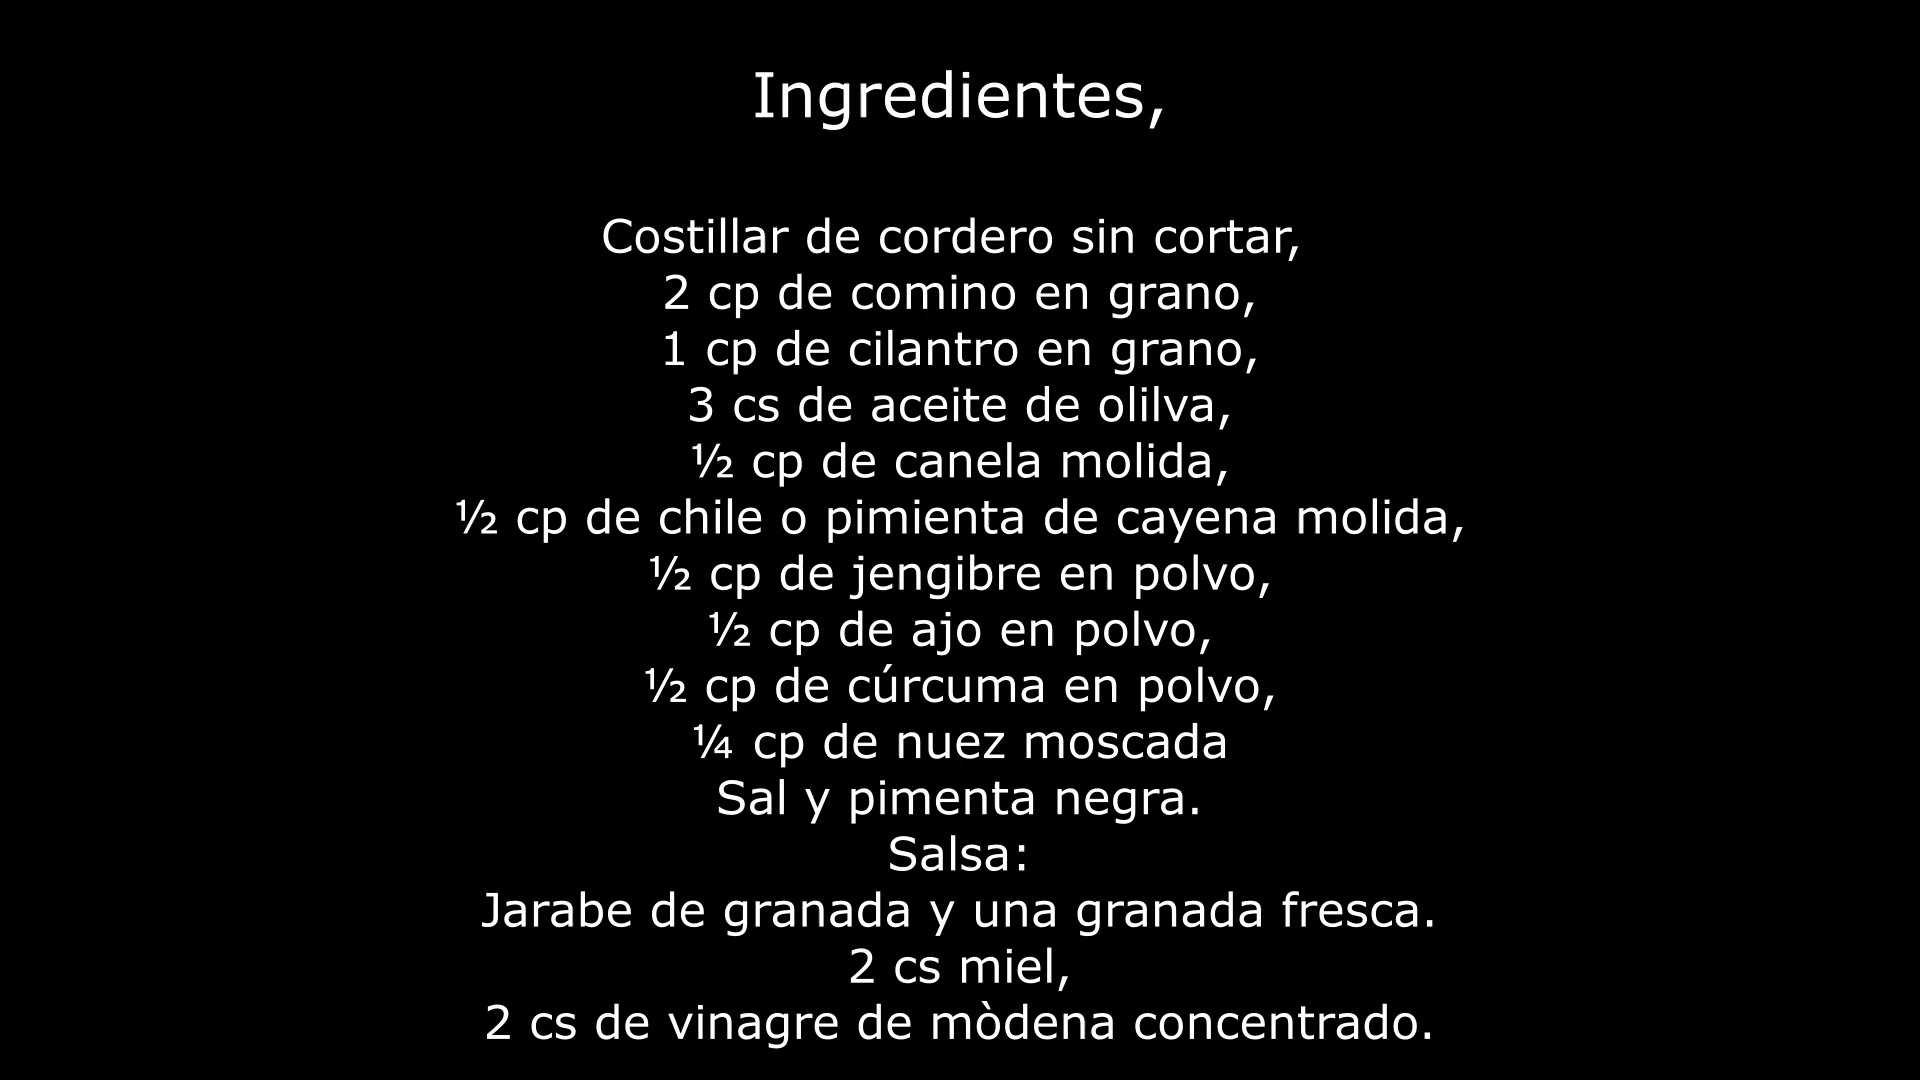 Ingredientes,
Costillar de cordero sin cortar,
2 cp de comino en grano,
1 cp de cilantro en grano,
3 cs de aceite de olilva,
½ cp de canela molida,
½ cp de chile o pimienta de cayena molida,
½ cp de jengibre en polvo,
½ cp de ajo en polvo,
½ cp de cúrcuma en polvo,
¼ cp de nuez moscada
Sal y pimenta negra.
Salsa:
Jarabe de granada y una granada fresca.
2 cs miel,
2 cs de vinagre de mòdena concentrado.